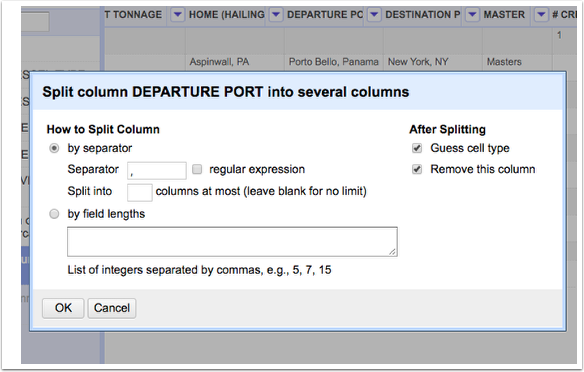 T TONNAGE HOME (HAILING DEPARTURE PC DESTINATION P MASTER # CRE
1
Aspinwall, PA Porto Belio, Panama New York, NY Masters
Split column DEPARTURE PORT into several columns
How to Split Column After Splitting
by separator Guess cell type
Separator , regular expression Remove this column
Split into columns at most (leave blank for no limit)
by field lengths
List of integers separated by commas, e.g., 5, 7, 15
OK Cancel